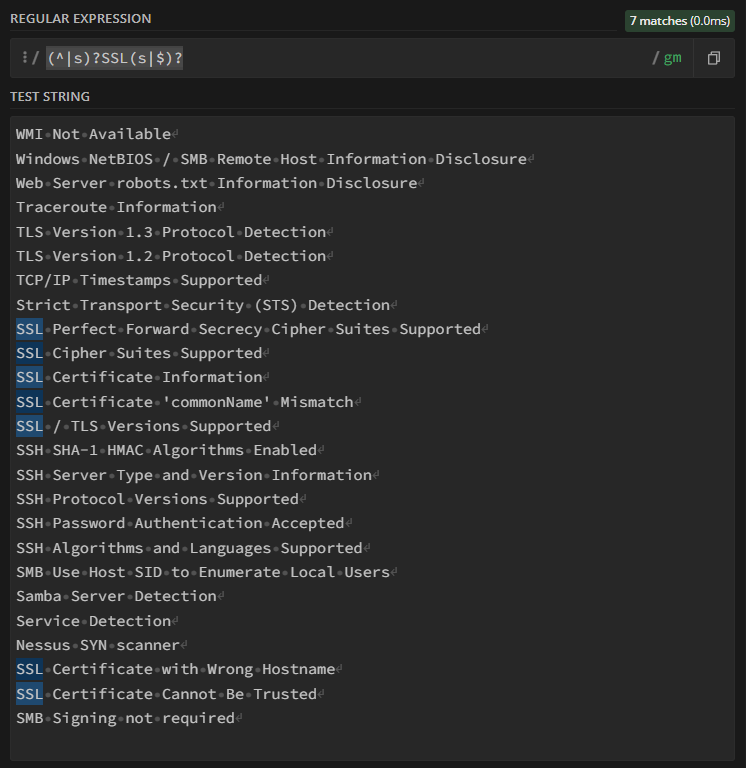 REGULAR EXPRESSION
7 matches (0.0ms)
/ (^|s)?SSL(s|$)? / gm
TEST STRING
WMI Not Available
Windows NetBIOS / SMB Remote Host Information Disclosure
Web Server robots.txt Information Disclosure
Traceroute Information
TLS Version 1.3 Protocol Detection
TLS Version 1.2 Protocol Detection
TCP/IP Timestamps Supported
Strict Transport Security (STS) Detection
SSL Perfect Forward Secrecy Cipher Suites Supported
SSL Cipher Suites Supported
SSL Certificate Information
SSL Certificate 'commonName' Mismatch
SSL / TLS Versions Supported
SSH SHA-1 HMAC Algorithms Enabled
SSH Server Type and Version Information
SSH Protocol Versions Supported
SSH Password Authentication Accepted
SSH Algorithms and Languages Supported
SMB Use Host SID to Enumerate Local Users
Samba Server Detection
Service Detection
Nessus SYN scanner
SSL Certificate with Wrong Hostname
SSL Certificate Cannot Be Trusted
SMB Signing not required